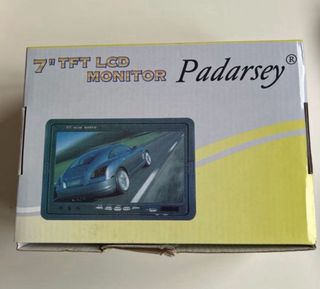 7" TFT LCD
MONITOR
Padarsey®